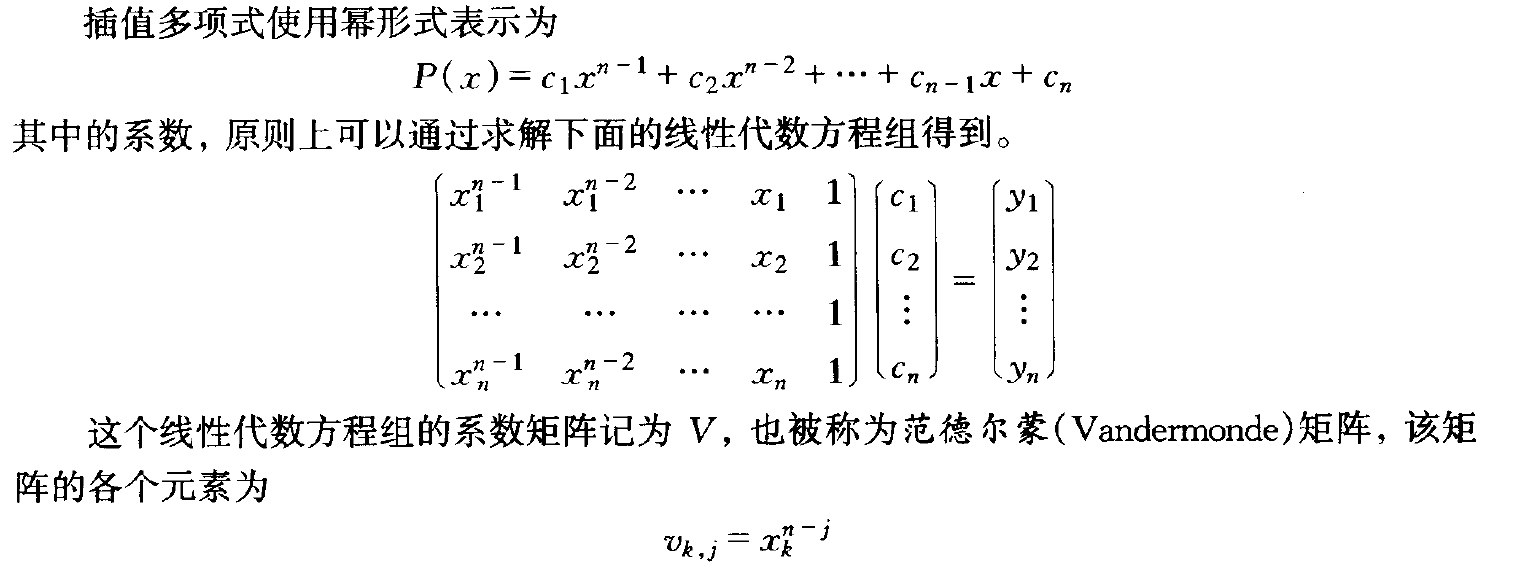 插值多项式使用幂形式表示为
P(x)=c₁xⁿ⁻¹+c₂xⁿ⁻²+⋯+cₙ₋₁x+cₙ
其中的系数,原则上可以通过求解下面的线性代数方程组得到。
\begin{pmatrix} x_1^{n-1} & x_1^{n-2} & \cdots & x_1 & 1 \\ x_2^{n-1} & x_2^{n-2} & \cdots & x_2 & 1 \\ \cdots & \cdots & \cdots & \cdots & 1 \\ x_n^{n-1} & x_n^{n-2} & \cdots & x_n & 1 \end{pmatrix} \begin{pmatrix} c_1 \\ c_2 \\ \vdots \\ c_n \end{pmatrix} = \begin{pmatrix} y_1 \\ y_2 \\ \vdots \\ y_n \end{pmatrix}
这个线性代数方程组的系数矩阵记为 V,也被称为范德尔蒙(Vandermonde)矩阵,该矩
阵的各个元素为
v_{k,j}=x_k^{n-j}